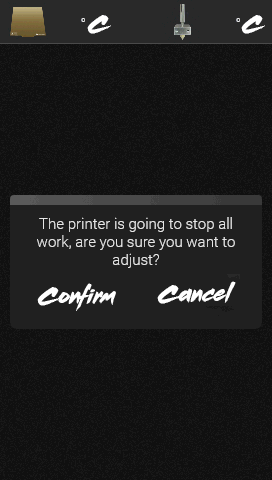 °C °C
The printer is going to stop all
work, are you sure you want to
adjust?
Confirm Cancel